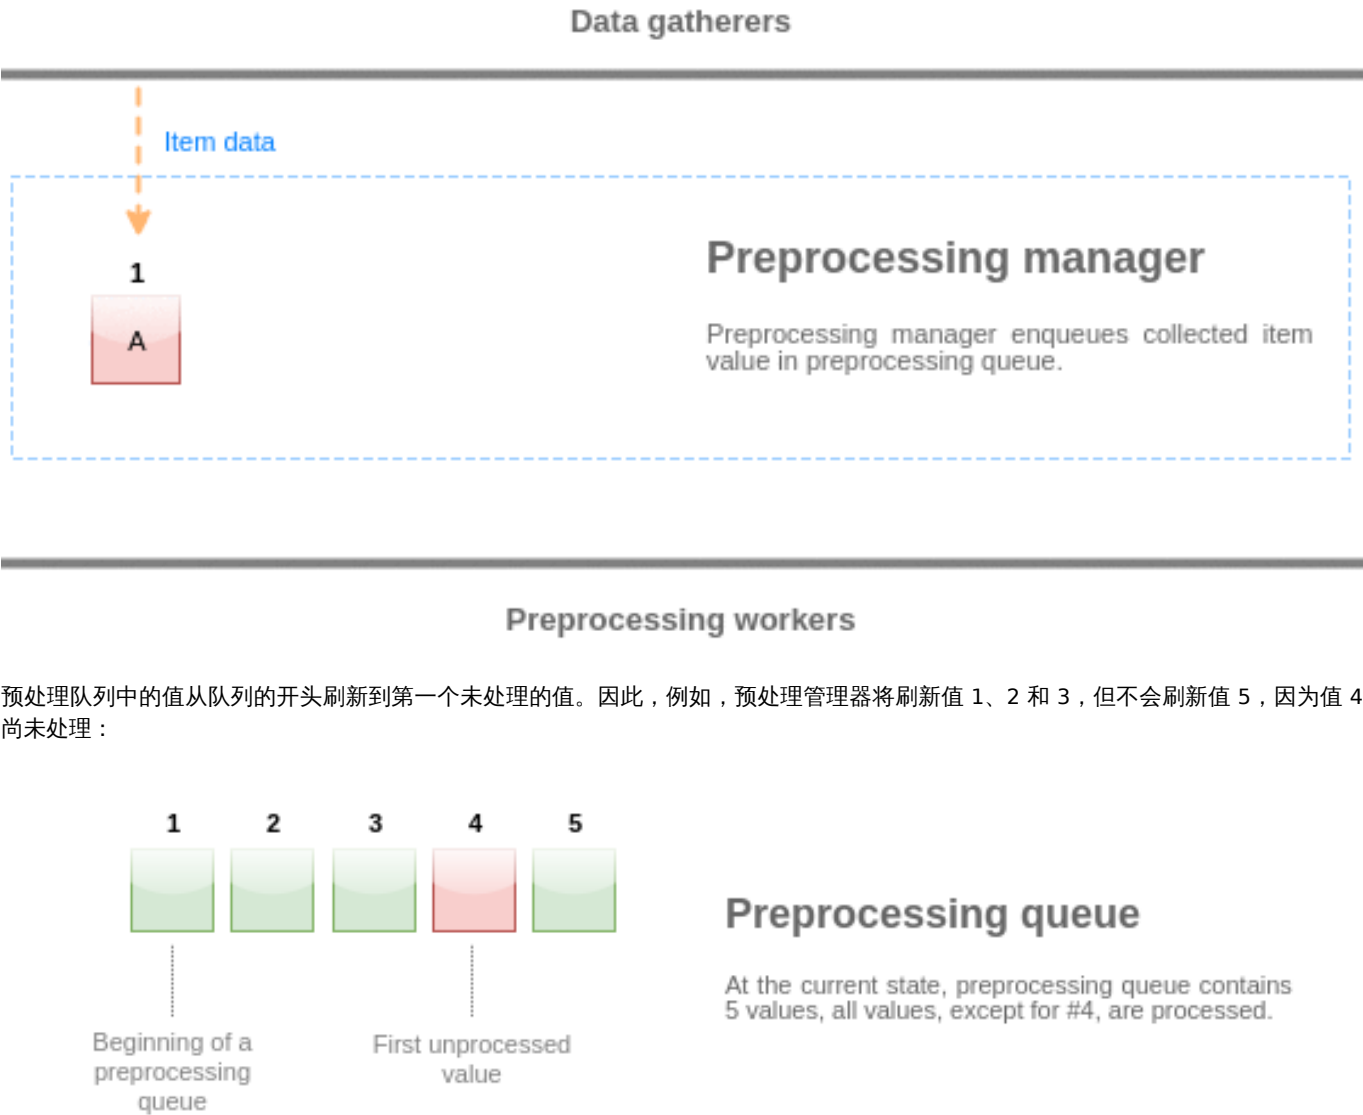 Data gatherers
Item data
1
A
Preprocessing manager
Preprocessing manager enqueues collected item
value in preprocessing queue.
Preprocessing workers
预处理队列中的值从队列的开头刷新到第一个未处理的值。因此，例如，预处理管理器将刷新值 1、2 和 3，但不会刷新值 5，因为值 4
尚未处理：
1 2 3 4 5
Preprocessing queue
At the current state, preprocessing queue contains
5 values, all values, except for #4, are processed.
Beginning of a
preprocessing
queue
First unprocessed
value